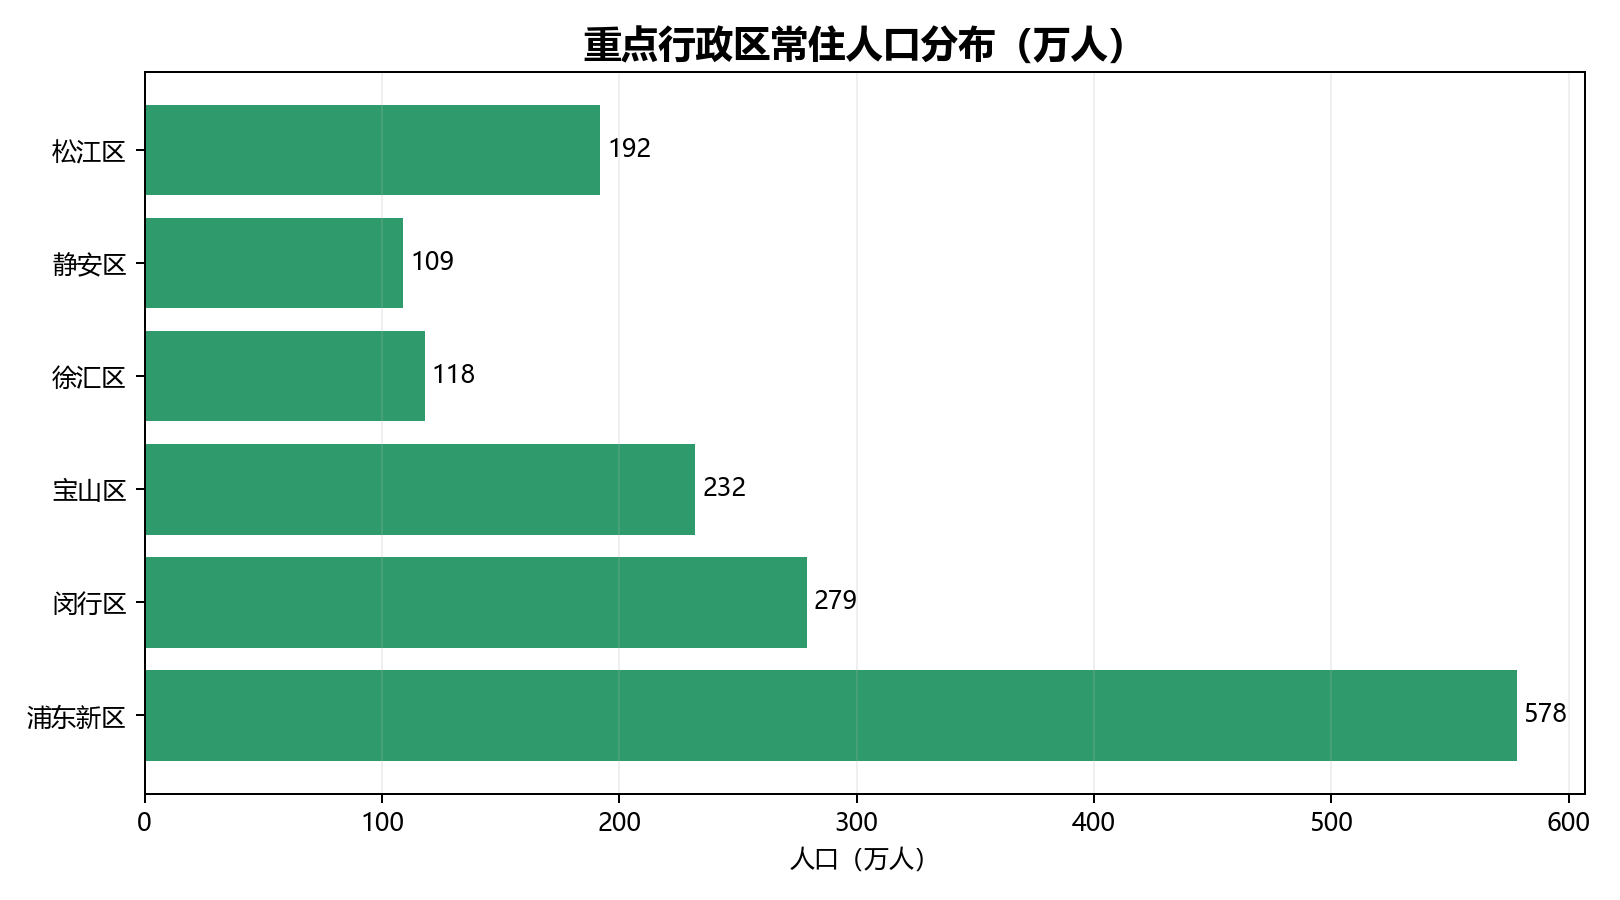 重点行政区常住人口分布（万人）
松江区
192
静安区
109
徐汇区
118
宝山区
232
闵行区
279
浦东新区
578
0 100 200 300 400 500 600
人口（万人）